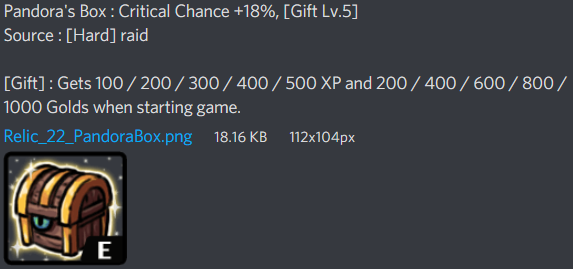 Pandora's Box : Critical Chance +18%, [Gift Lv.5]
Source : [Hard] raid
[Gift] : Gets 100 / 200 / 300 / 400 / 500 XP and 200 / 400 / 600 / 800 /
1000 Golds when starting game.
Relic_22_PandoraBox.png 18.16 KB 112x104px
E